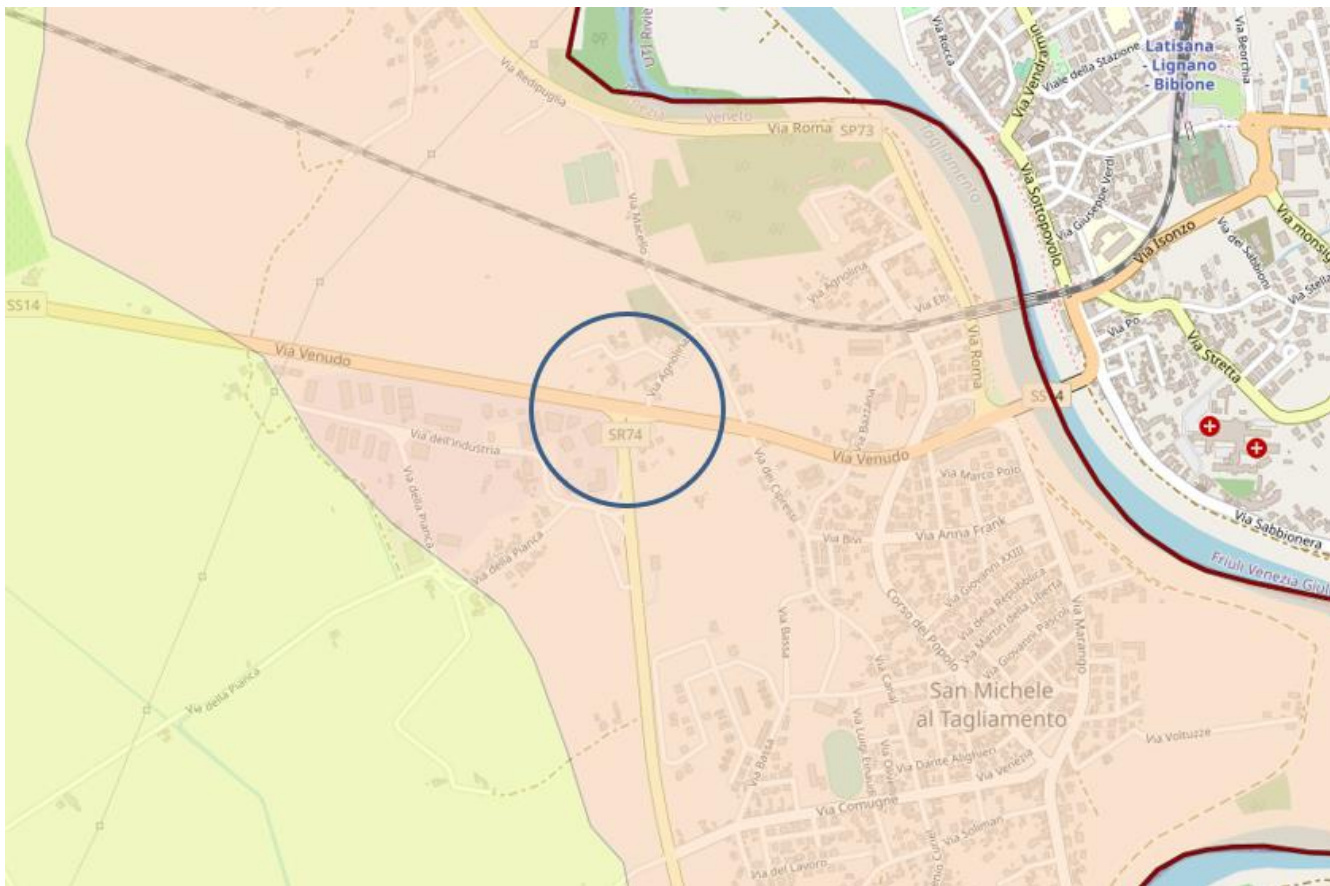 Via Rocca
Via Vendramin
Viale della Stazione
Via Beorchia
Latisana
- Lignano
- Bibione
Via Redipuglia
Venezia
Veneto
Via Roma
SP73
Tagliamento
Via Giuseppe Verdi
Via Sottopovolo
Via Isonzo
Via dei Sabbioni
Via Stella
Via Macello
Via Agnolina
Via Elti
Via Roma
Via Po
Via Stretta
SS14
Via Venudo
Via Agnolina
SR74
Via dell'industria
Via della Pianca
Via della Pianca
Via della Pianca
Via Bazzana
SS14
Via Venudo
Via dei Cipressi
Via Marco Polo
Via Bivi
Via Anna Frank
Via Sabbionera
Via Giovanni XXIII
Via della Repubblica
Via Martiri della Libertà
Via Giovanni Pascoli
Corso del Popolo
Via Marango
Via Bassa
Via Canal
San Michele
al Tagliamento
Via Bassa
Via Luigi Einaudi
Via Dante Alighieri
Via Venezia
Via Voltuzze
Via Comugne
Via Soliman
Via del Lavoro